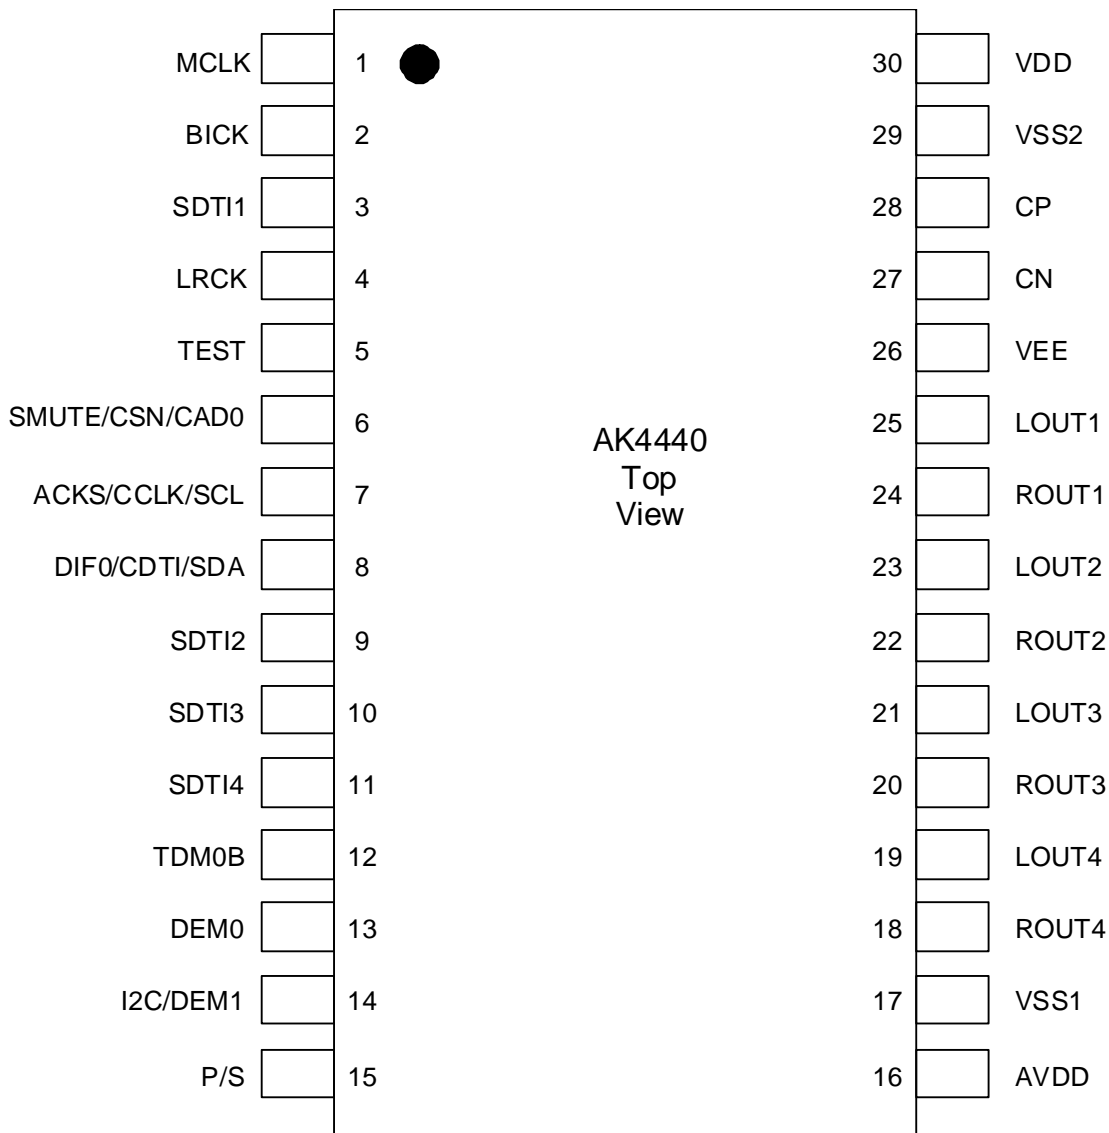 MCLK 1 30 VDD
BICK 2 29 VSS2
SDTI1 3 28 CP
LRCK 4 27 CN
TEST 5 26 VEE
SMUTE/CSN/CAD0 6 25 LOUT1
AK4440
Top
View
ACKS/CCLK/SCL 7 24 ROUT1
DIF0/CDTI/SDA 8 23 LOUT2
SDTI2 9 22 ROUT2
SDTI3 10 21 LOUT3
SDTI4 11 20 ROUT3
TDM0B 12 19 LOUT4
DEM0 13 18 ROUT4
I2C/DEM1 14 17 VSS1
P/S 15 16 AVDD